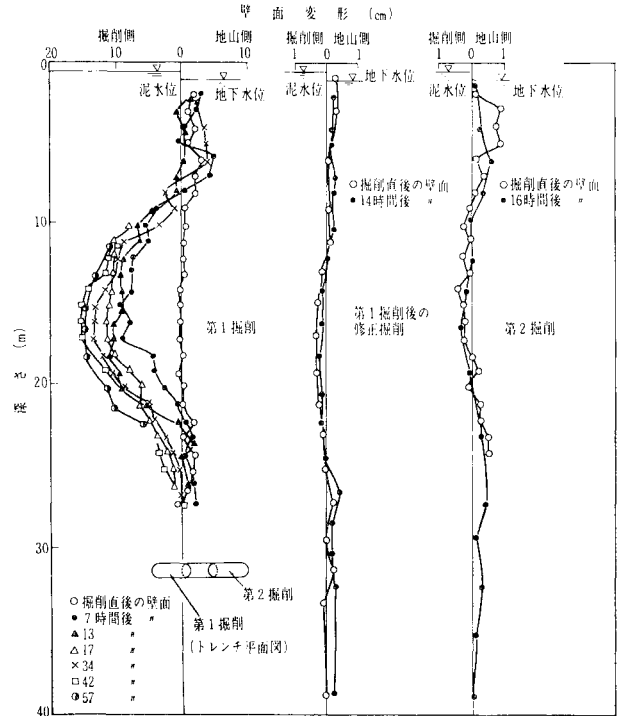 壁面変形 (cm)
掘削側 地山側
20 10 0 10
掘削側 地山側
1 0 1
掘削側 地山側
1 0 1
泥水位 地下水位
泥水位 地下水位
泥水位 地下水位
0
10
20
30
40
深さ (m)
○掘削直後の壁面
●14時間後 〃
○掘削直後の壁面
●16時間後 〃
第1掘削
第1掘削後の
修正掘削
第2掘削
第2掘削
第1掘削
(トレンチ平面図)
○掘削直後の壁面
●7時間後 〃
▲13 〃
△17 〃
×34 〃
□42 〃
◑57 〃